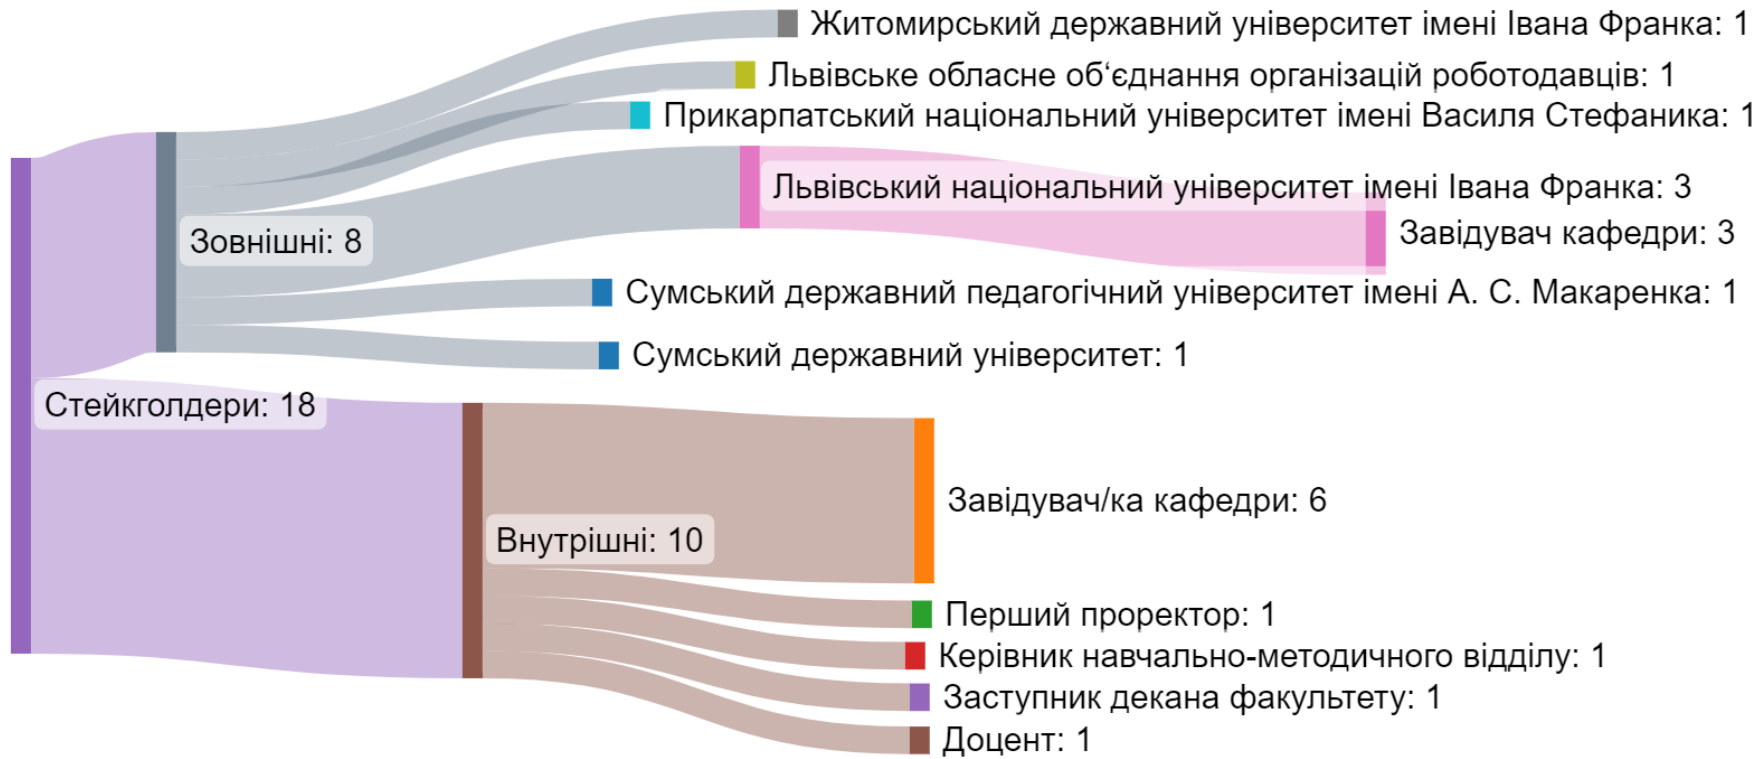 Житомирський державний університет імені Івана Франка: 1
Львівське обласне об‘єднання організацій роботодавців: 1
Прикарпатський національний університет імені Василя Стефаника: 1
Львівський національний університет імені Івана Франка: 3
Завідувач кафедри: 3
Зовнішні: 8
Сумський державний педагогічний університет імені А. С. Макаренка: 1
Сумський державний університет: 1
Стейкголдери: 18
Завідувач/ка кафедри: 6
Внутрішні: 10
Перший проректор: 1
Керівник навчально-методичного відділу: 1
Заступник декана факультету: 1
Доцент: 1